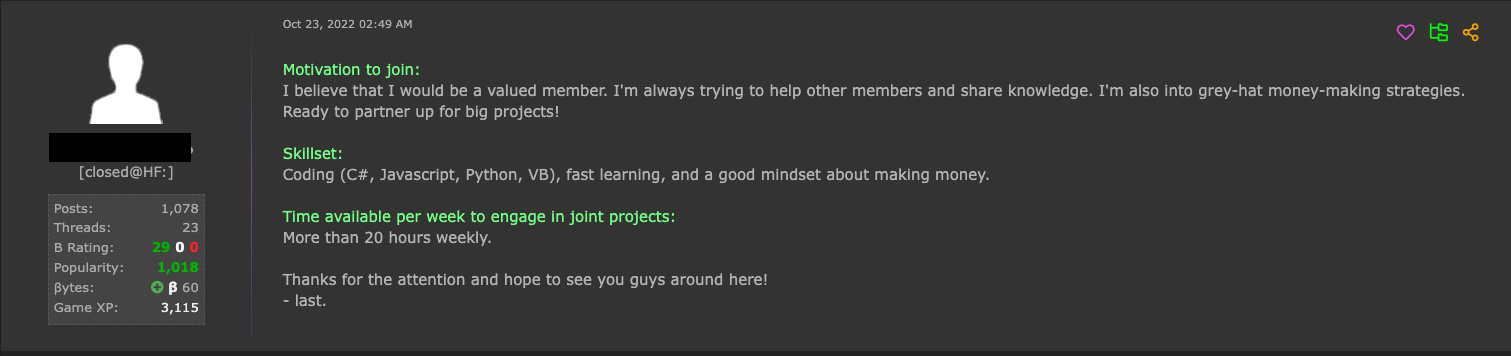 Oct 23, 2022 02:49 AM
Motivation to join:
I believe that I would be a valued member. I'm always trying to help other members and share knowledge. I'm also into grey-hat money-making strategies.
Ready to partner up for big projects!
Skillset:
Coding (C#, Javascript, Python, VB), fast learning, and a good mindset about making money.
Time available per week to engage in joint projects:
More than 20 hours weekly.
Thanks for the attention and hope to see you guys around here!
- last.
[closed@HF:]
Posts: 1,078
Threads: 23
B Rating: 29 0 0
Popularity: 1,018
βytes: β 60
Game XP: 3,115